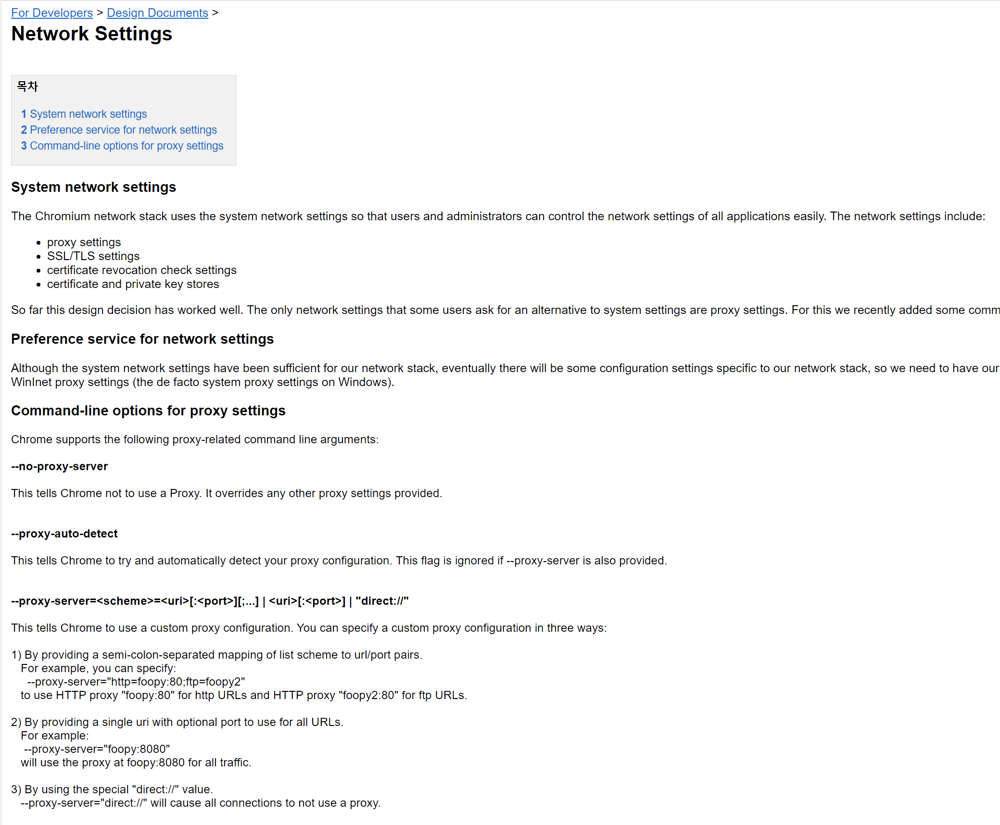 For Developers > Design Documents >
Network Settings
목차
1 System network settings
2 Preference service for network settings
3 Command-line options for proxy settings
System network settings
The Chromium network stack uses the system network settings so that users and administrators can control the network settings of all applications easily. The network settings include:
• proxy settings
• SSL/TLS settings
• certificate revocation check settings
• certificate and private key stores
So far this design decision has worked well. The only network settings that some users ask for an alternative to system settings are proxy settings. For this we recently added some comm
Preference service for network settings
Although the system network settings have been sufficient for our network stack, eventually there will be some configuration settings specific to our network stack, so we need to have our
WinInet proxy settings (the de facto system proxy settings on Windows).
Command-line options for proxy settings
Chrome supports the following proxy-related command line arguments:
--no-proxy-server
This tells Chrome not to use a Proxy. It overrides any other proxy settings provided.
--proxy-auto-detect
This tells Chrome to try and automatically detect your proxy configuration. This flag is ignored if --proxy-server is also provided.
--proxy-server=<scheme>=<uri>[:<port>][;...] | <uri>[:<port>] | "direct://"
This tells Chrome to use a custom proxy configuration. You can specify a custom proxy configuration in three ways:
1) By providing a semi-colon-separated mapping of list scheme to url/port pairs.
For example, you can specify:
--proxy-server="http=foopy:80;ftp=foopy2"
to use HTTP proxy "foopy:80" for http URLs and HTTP proxy "foopy2:80" for ftp URLs.
2) By providing a single uri with optional port to use for all URLs.
For example:
--proxy-server="foopy:8080"
will use the proxy at foopy:8080 for all traffic.
3) By using the special "direct://" value.
--proxy-server="direct://" will cause all connections to not use a proxy.